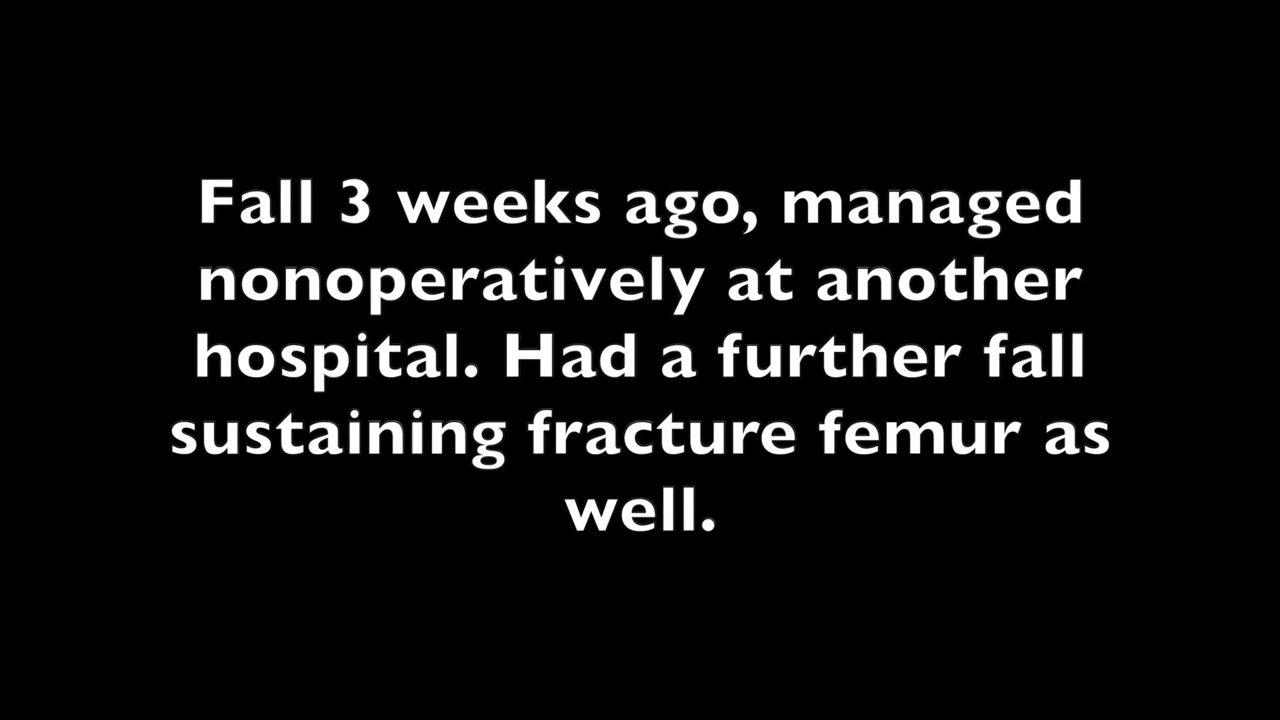 Fall 3 weeks ago, managed
nonoperatively at another
hospital. Had a further fall
sustaining fracture femur as
well.